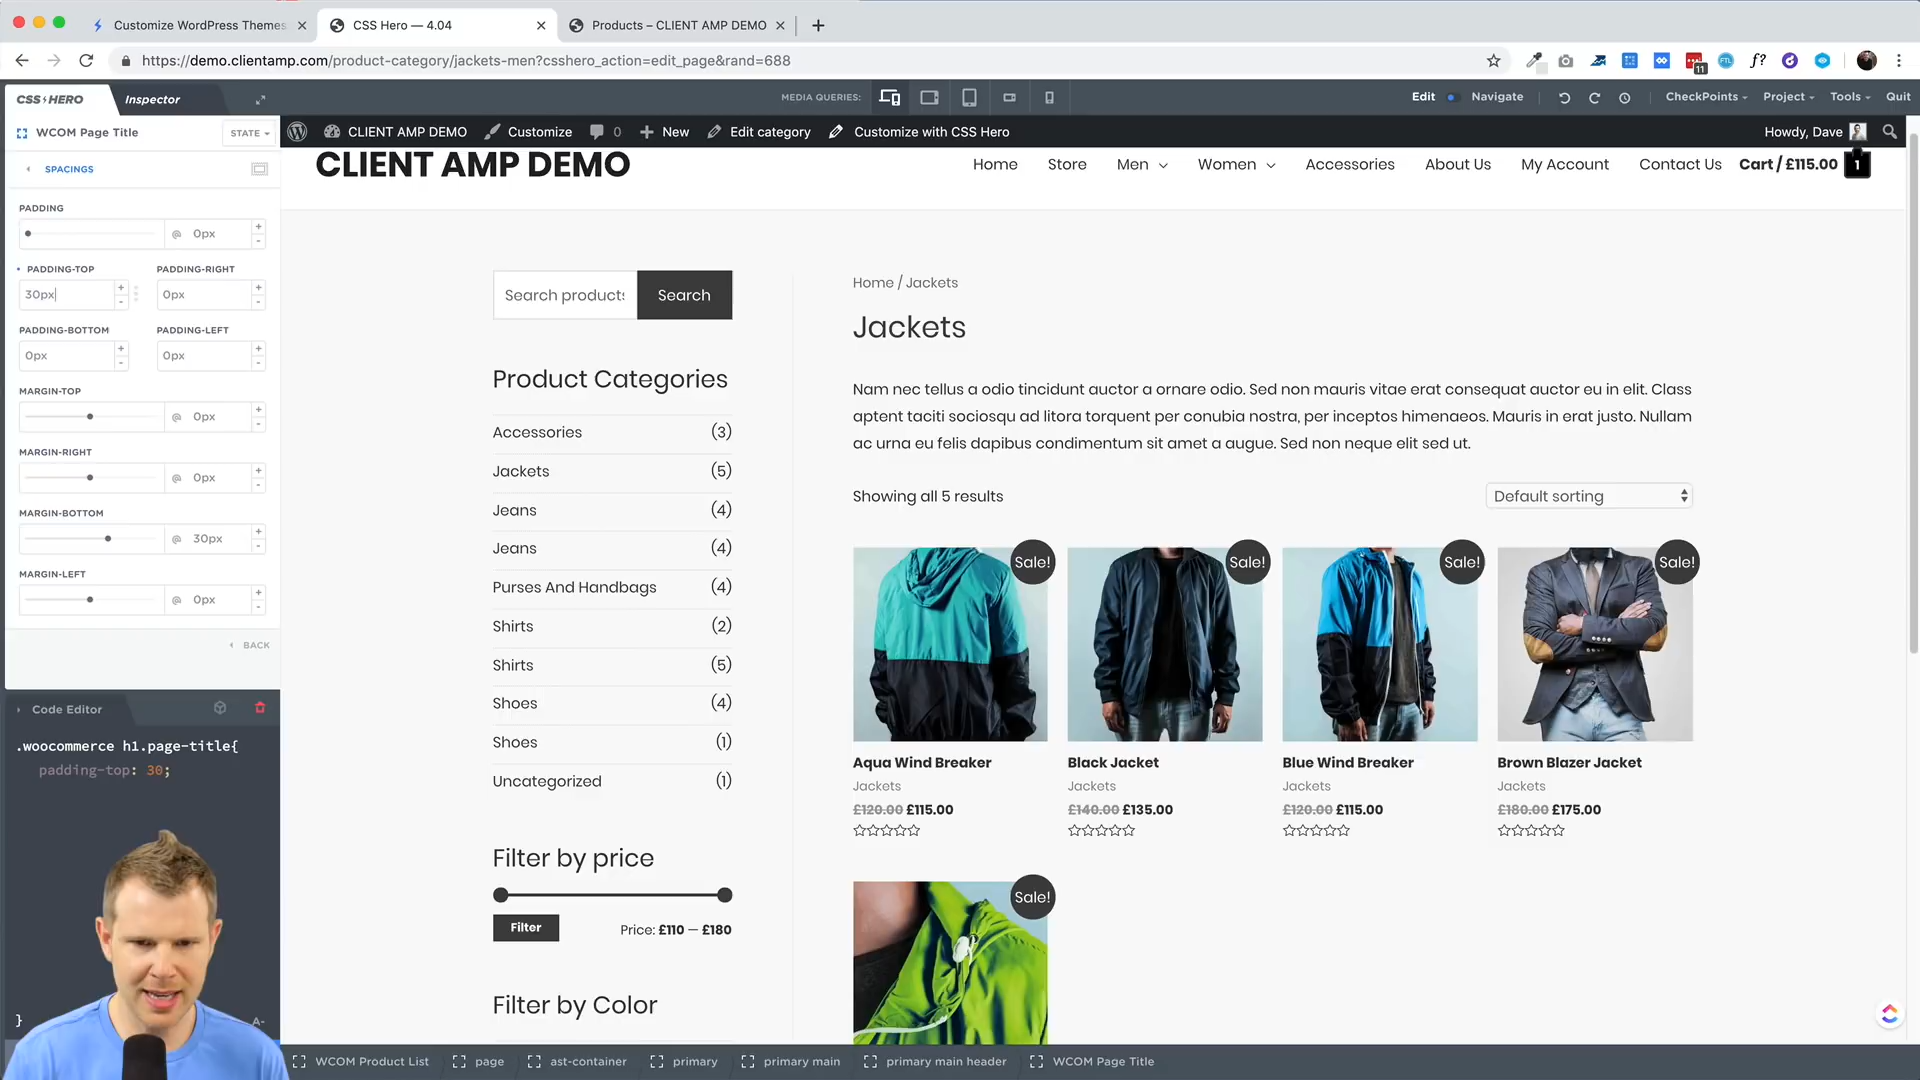 Customize WordPress Themes
CSS Hero — 4.04
Products – CLIENT AMP DEMO
https://demo.clientamp.com/product-category/jackets-men?csshero_action=edit_page&rand=688
11
FTL
f?
CSS HERO
Inspector
MEDIA QUERIES:
Edit
Navigate
CheckPoints
Project
Tools
Quit
WCOM Page Title
STATE
CLIENT AMP DEMO
Customize
0
New
Edit category
Customize with CSS Hero
Howdy, Dave
SPACINGS
CLIENT AMP DEMO
Home
Store
Men
Women
Accessories
About Us
My Account
Contact Us
Cart / £115.00
1
PADDING
@ 0px
+
-
PADDING-TOP
PADDING-RIGHT
30px
+
-
0px
+
-
PADDING-BOTTOM
PADDING-LEFT
0px
+
-
0px
+
-
MARGIN-TOP
@ 0px
+
-
MARGIN-RIGHT
@ 0px
+
-
MARGIN-BOTTOM
@ 30px
+
-
MARGIN-LEFT
@ 0px
+
-
BACK
Code Editor
.woocommerce h1.page-title{
padding-top: 30;
}
A-
Search products
Search
Product Categories
Accessories (3)
Jackets (5)
Jeans (4)
Jeans (4)
Purses And Handbags (4)
Shirts (2)
Shirts (5)
Shoes (4)
Shoes (1)
Uncategorized (1)
Filter by price
Filter
Price: £110 — £180
Filter by Color
Home / Jackets
Jackets
Nam nec tellus a odio tincidunt auctor a ornare odio. Sed non mauris vitae erat consequat auctor eu in elit. Class
aptent taciti sociosqu ad litora torquent per conubia nostra, per inceptos himenaeos. Mauris in erat justo. Nullam
ac urna eu felis dapibus condimentum sit amet a augue. Sed non neque elit sed ut.
Showing all 5 results
Default sorting
Sale!
Sale!
Sale!
Sale!
Aqua Wind Breaker
Jackets
£120.00 £115.00
Black Jacket
Jackets
£140.00 £135.00
Blue Wind Breaker
Jackets
£120.00 £115.00
Brown Blazer Jacket
Jackets
£180.00 £175.00
Sale!
WCOM Product List
page
ast-container
primary
primary main
primary main header
WCOM Page Title